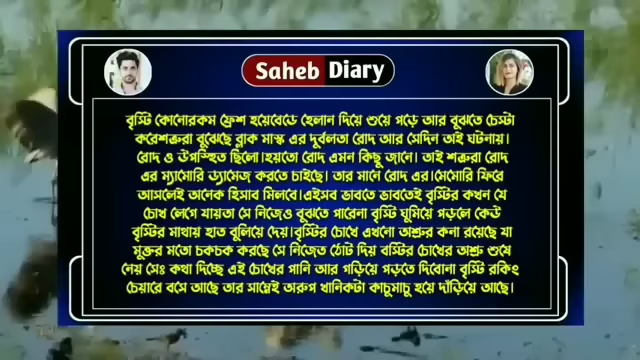 Saheb Diary
বৃষ্টি কোনোরকম ফ্রেশ হয়েবেডে হেলান দিয়ে শুয়ে পড়ে আর বুঝতে চেস্টা
করেশত্রুরা বুঝেছে ব্লাক মাস্ক এর দূর্বলতা রোদ আর সেদিন তাই ঘটনায়।
রোদ ও উপস্হিত ছিলো।হয়তো রোদ এমন কিছু জানে। তাই শত্রুরা রোদ
এর ম্যামোরি ড্যামেজ করতে চাইছে। তার মানে রোদ এর।মেমোরি ফিরে
আসলেই অনেক হিসাব মিলবে।এইসব ভাবতে ভাবতেই বৃস্টির কখন যে
চোখ লেগে যায়তা সে নিজেও বুঝতে পারেনা বৃস্টি ঘুমিয়ে পড়লে কেউ
বৃস্টির মাথায় হাত বুলিয়ে দেয়।বৃস্টির চোখে এখনো অশ্রুর কনা রয়েছে যা
মুক্তর মতো চকচক করছে সে নিজেত ঠোট দিয় বস্টির চোখের অশ্রু শুষে
নেয় সেঃ কথা দিচ্ছে এই চোখের পানি আর গড়িয়ে পড়তে দিবোনা বৃস্টি রকিং
চেয়ারে বসে আছে তার সাম্নেই অরুপ খানিকটা কাচুমাচু হয়ে দাঁড়িয়ে আছে।